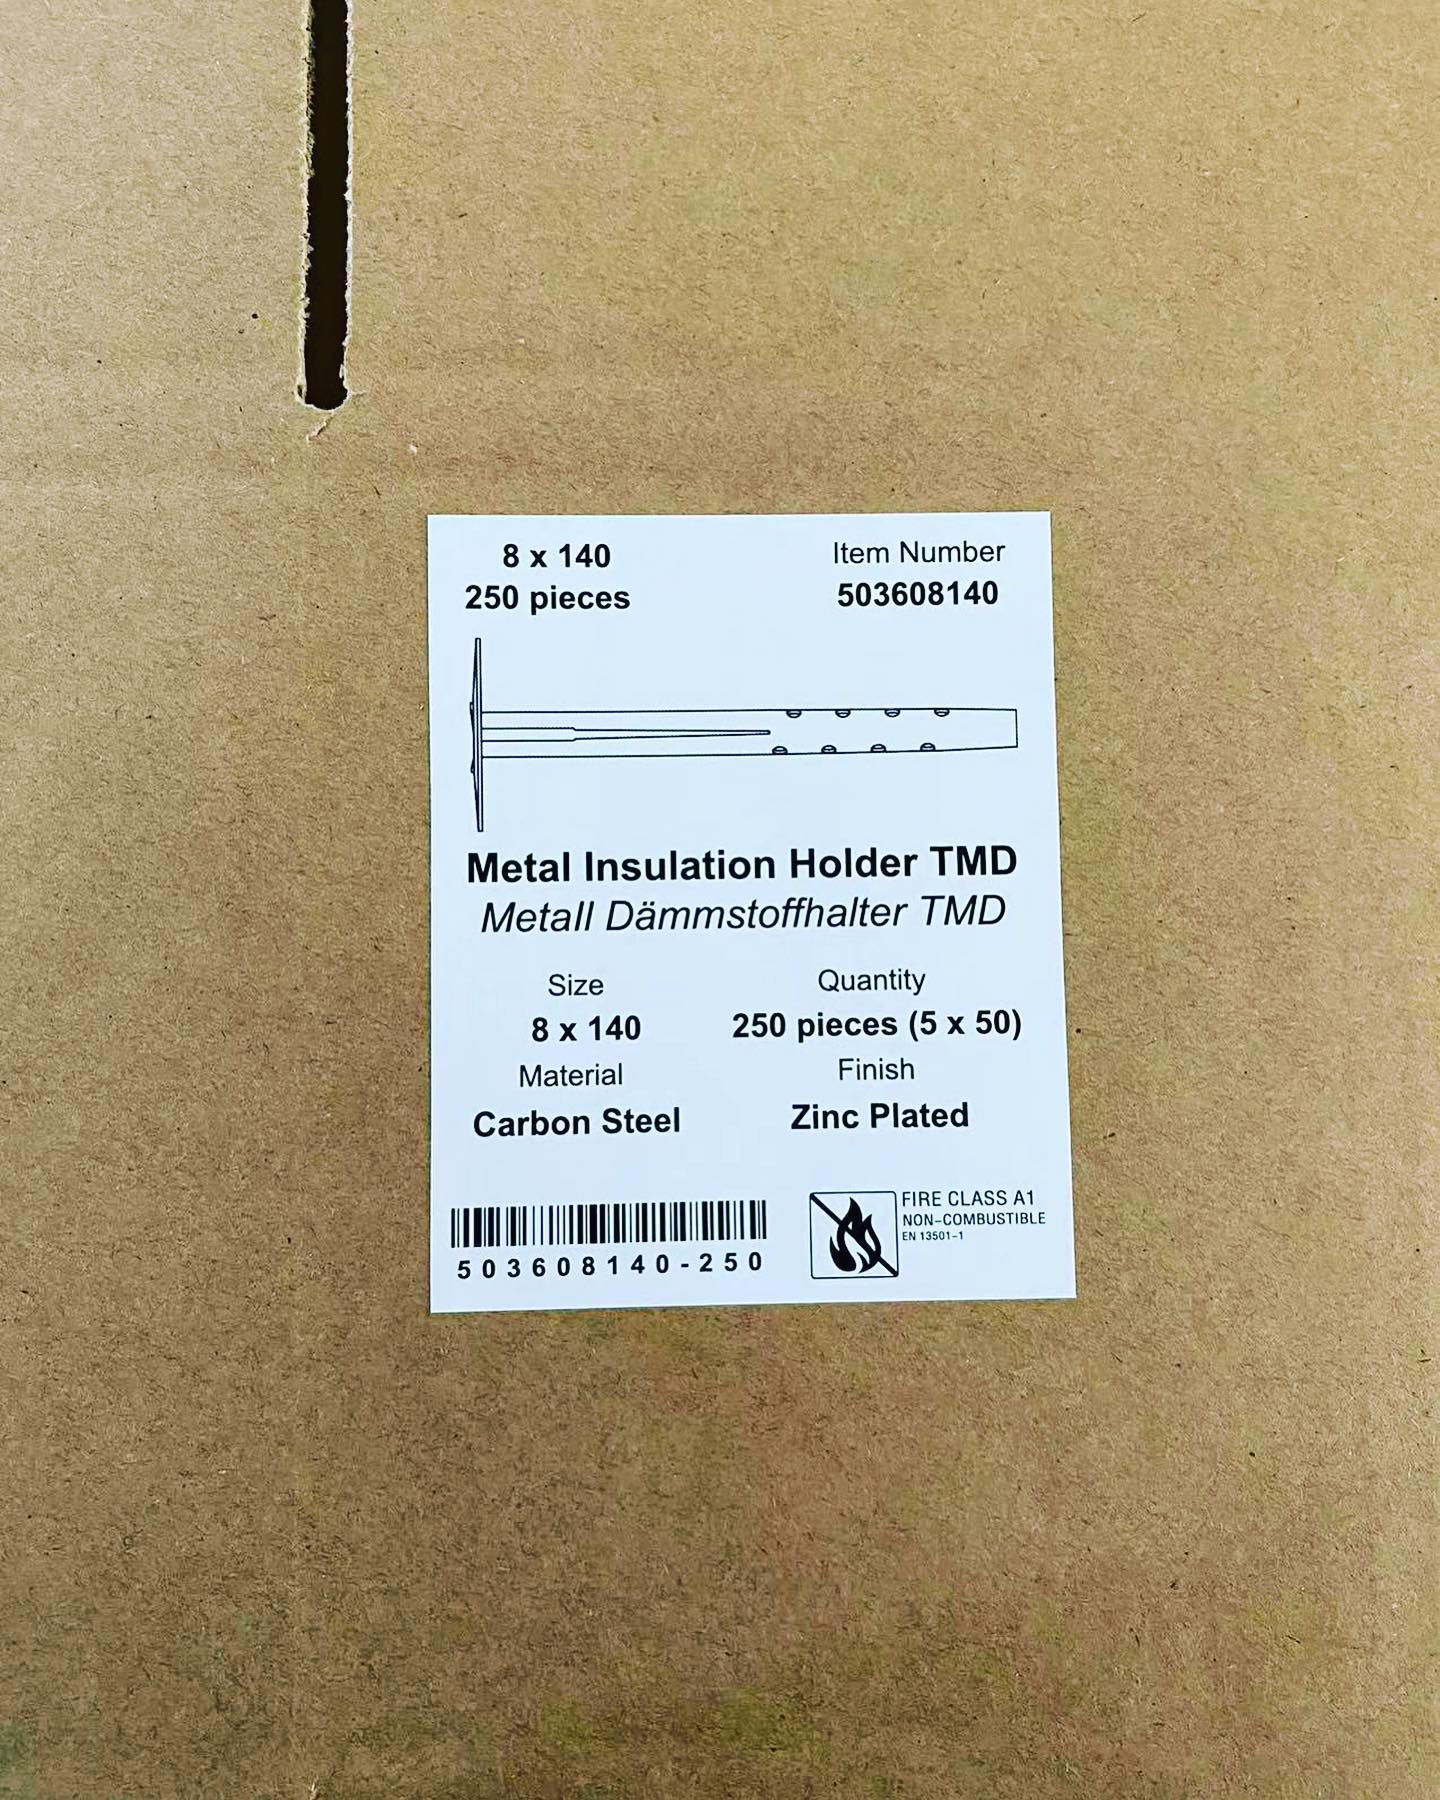 8 x 140
250 pieces
Item Number
503608140
Metal Insulation Holder TMD
Metall Dämmstoffhalter TMD
Size
8 x 140
Quantity
250 pieces (5 x 50)
Material
Carbon Steel
Finish
Zinc Plated
503608140-250
FIRE CLASS A1
NON-COMBUSTIBLE
EN 13501-1